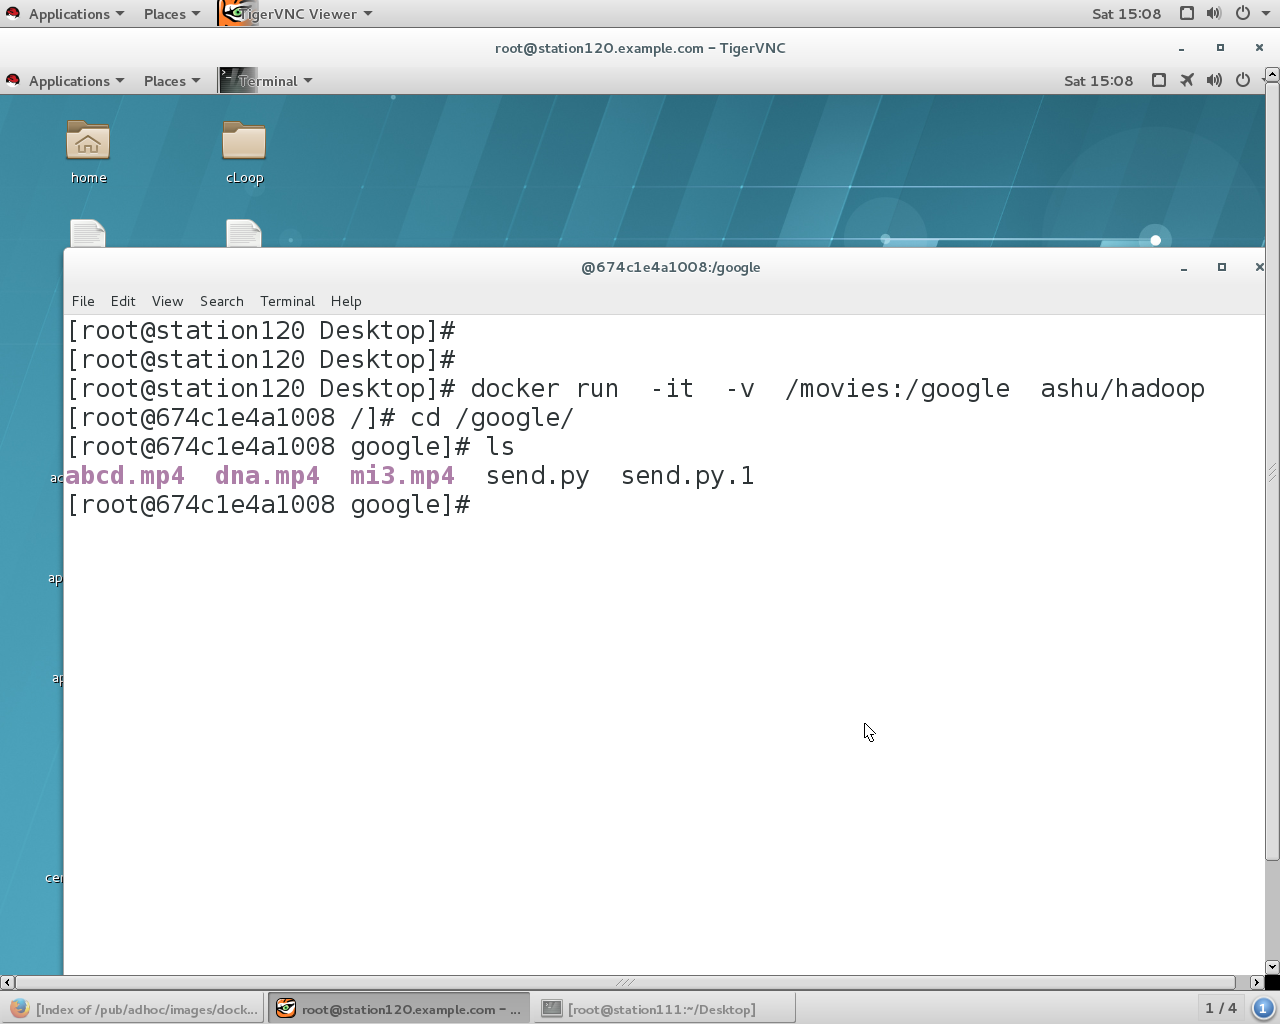 Applications Places TigerVNC Viewer Sat 15:08
root@station120.example.com - TigerVNC
Applications Places Terminal Sat 15:08
home cLoop
@674c1e4a1008:/google
File Edit View Search Terminal Help
[root@station120 Desktop]#
[root@station120 Desktop]#
[root@station120 Desktop]# docker run -it -v /movies:/google ashu/hadoop
[root@674c1e4a1008 /]# cd /google/
[root@674c1e4a1008 google]# ls
abcd.mp4 dna.mp4 mi3.mp4 send.py send.py.1
[root@674c1e4a1008 google]#
[Index of /pub/adhoc/images/dock... root@station120.example.com - ... [root@station111:~/Desktop] 1 / 4 1